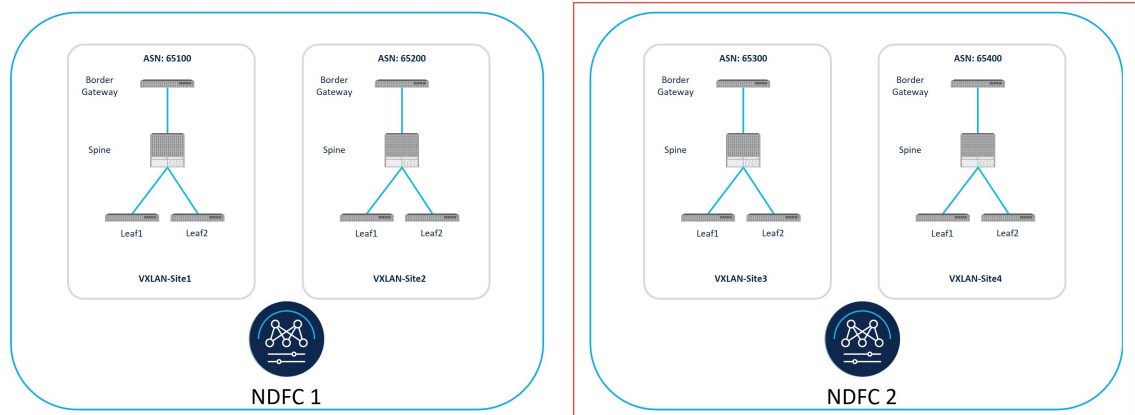 ASN: 65100
Border
Gateway
Spine
Leaf1
Leaf2
VXLAN-Site1
ASN: 65200
Border
Gateway
Spine
Leaf1
Leaf2
VXLAN-Site2
NDFC 1
ASN: 65300
Border
Gateway
Spine
Leaf1
Leaf2
VXLAN-Site3
ASN: 65400
Border
Gateway
Spine
Leaf1
Leaf2
VXLAN-Site4
NDFC 2